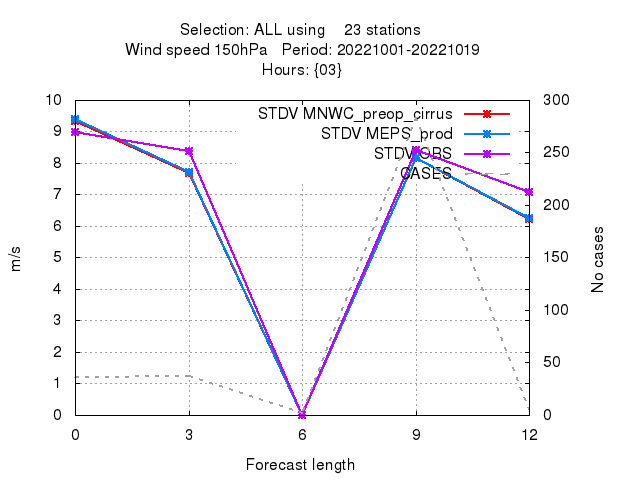 Selection: ALL using    23 stations
Wind speed 150hPa   Period: 20221001-20221019
Hours: {03}
STDV MNWC_preop_cirrus
STDV MEPS_prod
STDV OBS
CASES
10
9
8
7
6
5
4
3
2
1
0
m/s
300
250
200
150
100
50
0
No cases
0 3 6 9 12
Forecast length